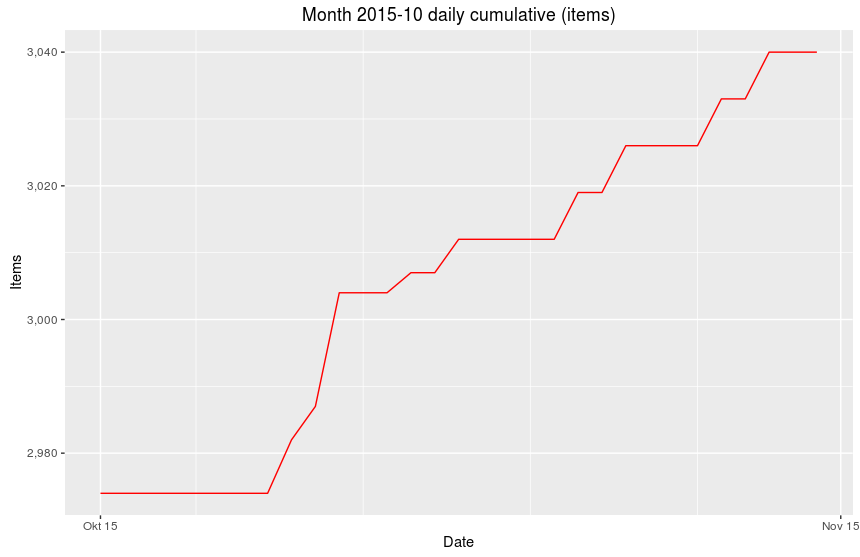 Month 2015-10 daily cumulative (items)
3,040
3,020
3,000
2,980
Items
Okt 15
Nov 15
Date